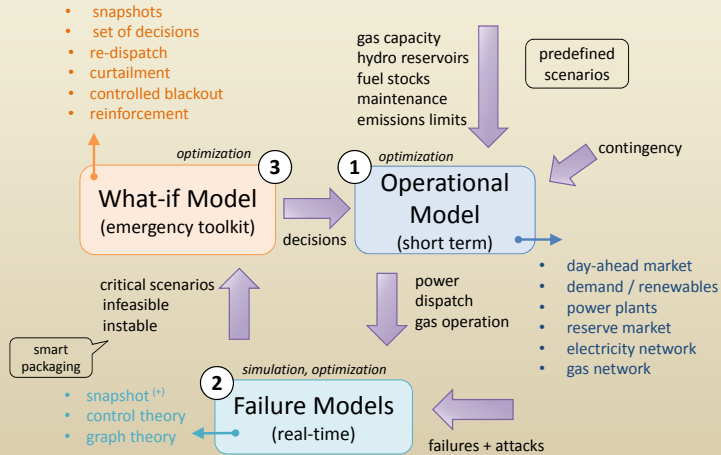 • snapshots
• set of decisions
• re-dispatch
• curtailment
• controlled blackout
• reinforcement
gas capacity
hydro reservoirs
fuel stocks
maintenance
emissions limits
predefined
scenarios
contingency
optimization
3
What-if Model
(emergency toolkit)
decisions
1
optimization
Operational
Model
(short term)
• day-ahead market
• demand / renewables
• power plants
• reserve market
• electricity network
• gas network
critical scenarios
infeasible
instable
smart
packaging
power
dispatch
gas operation
simulation, optimization
2
Failure Models
(real-time)
• snapshot (+)
• control theory
• graph theory
failures + attacks